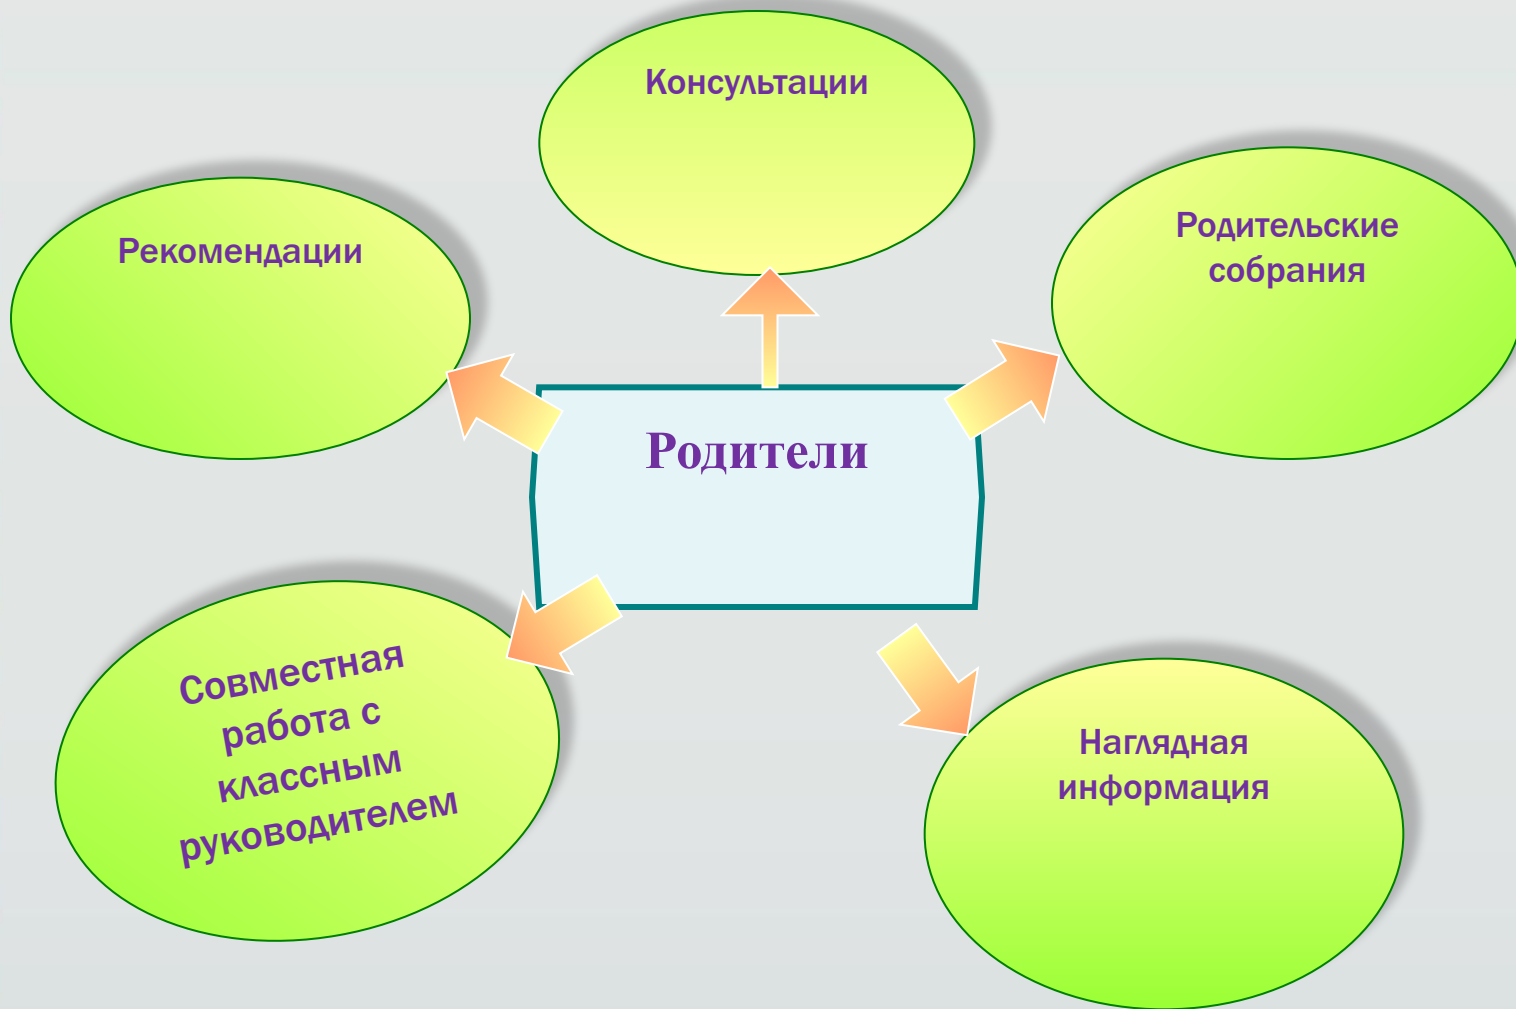 Консультации
Рекомендации
Родительские
собрания
Родители
Совместная
работа с
классным
руководителем
Наглядная
информация